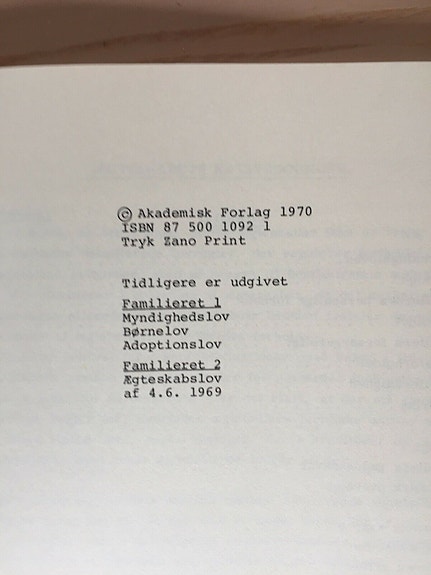 © Akademisk Forlag 1970
ISBN 87 500 1092 1
Tryk Zano Print
Tidligere er udgivet
Familieret 1
Myndighedslov
Børnelov
Adoptionslov
Familieret 2
Ægteskabslov
af 4.6. 1969